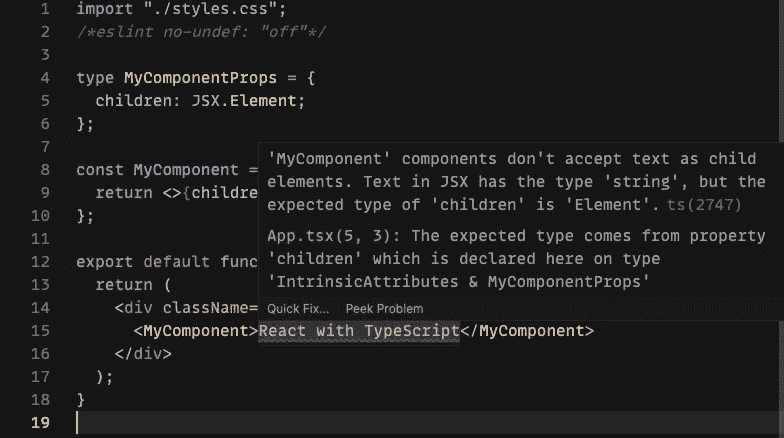 1 import "./styles.css";
2 /*eslint no-undef: "off"*/
3
4 type MyComponentProps = {
5 children: JSX.Element;
6 };
7
8 const MyComponent =
9 return <>{childre
10 };
11
12 export default func
13 return (
14 <div className=
'MyComponent' components don't accept text as child
elements. Text in JSX has the type 'string', but the
expected type of 'children' is 'Element'. ts(2747)
App.tsx(5, 3): The expected type comes from property
'children' which is declared here on type
'IntrinsicAttributes & MyComponentProps'
Quick Fix... Peek Problem
15 <MyComponent>React with TypeScript</MyComponent>
16 </div>
17 );
18 }
19